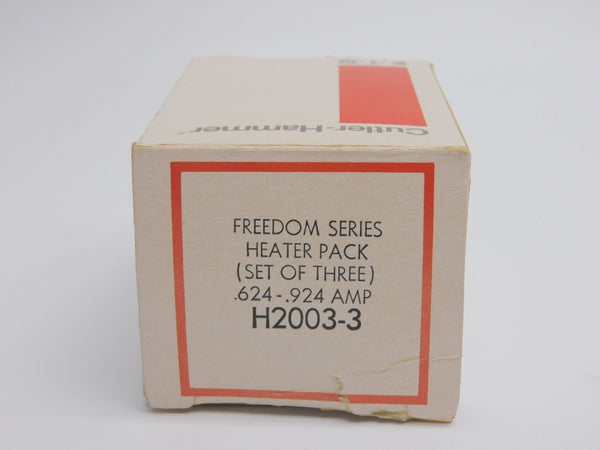 Cutler-Hammer
FREEDOM SERIES
HEATER PACK
(SET OF THREE)
.624-.924 AMP
H2003-3